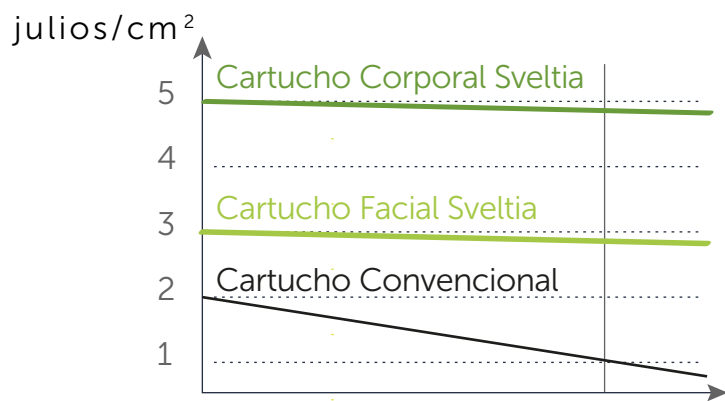 julios/cm²
5
Cartucho Corporal Sveltia
4
3
Cartucho Facial Sveltia
2
Cartucho Convencional
1